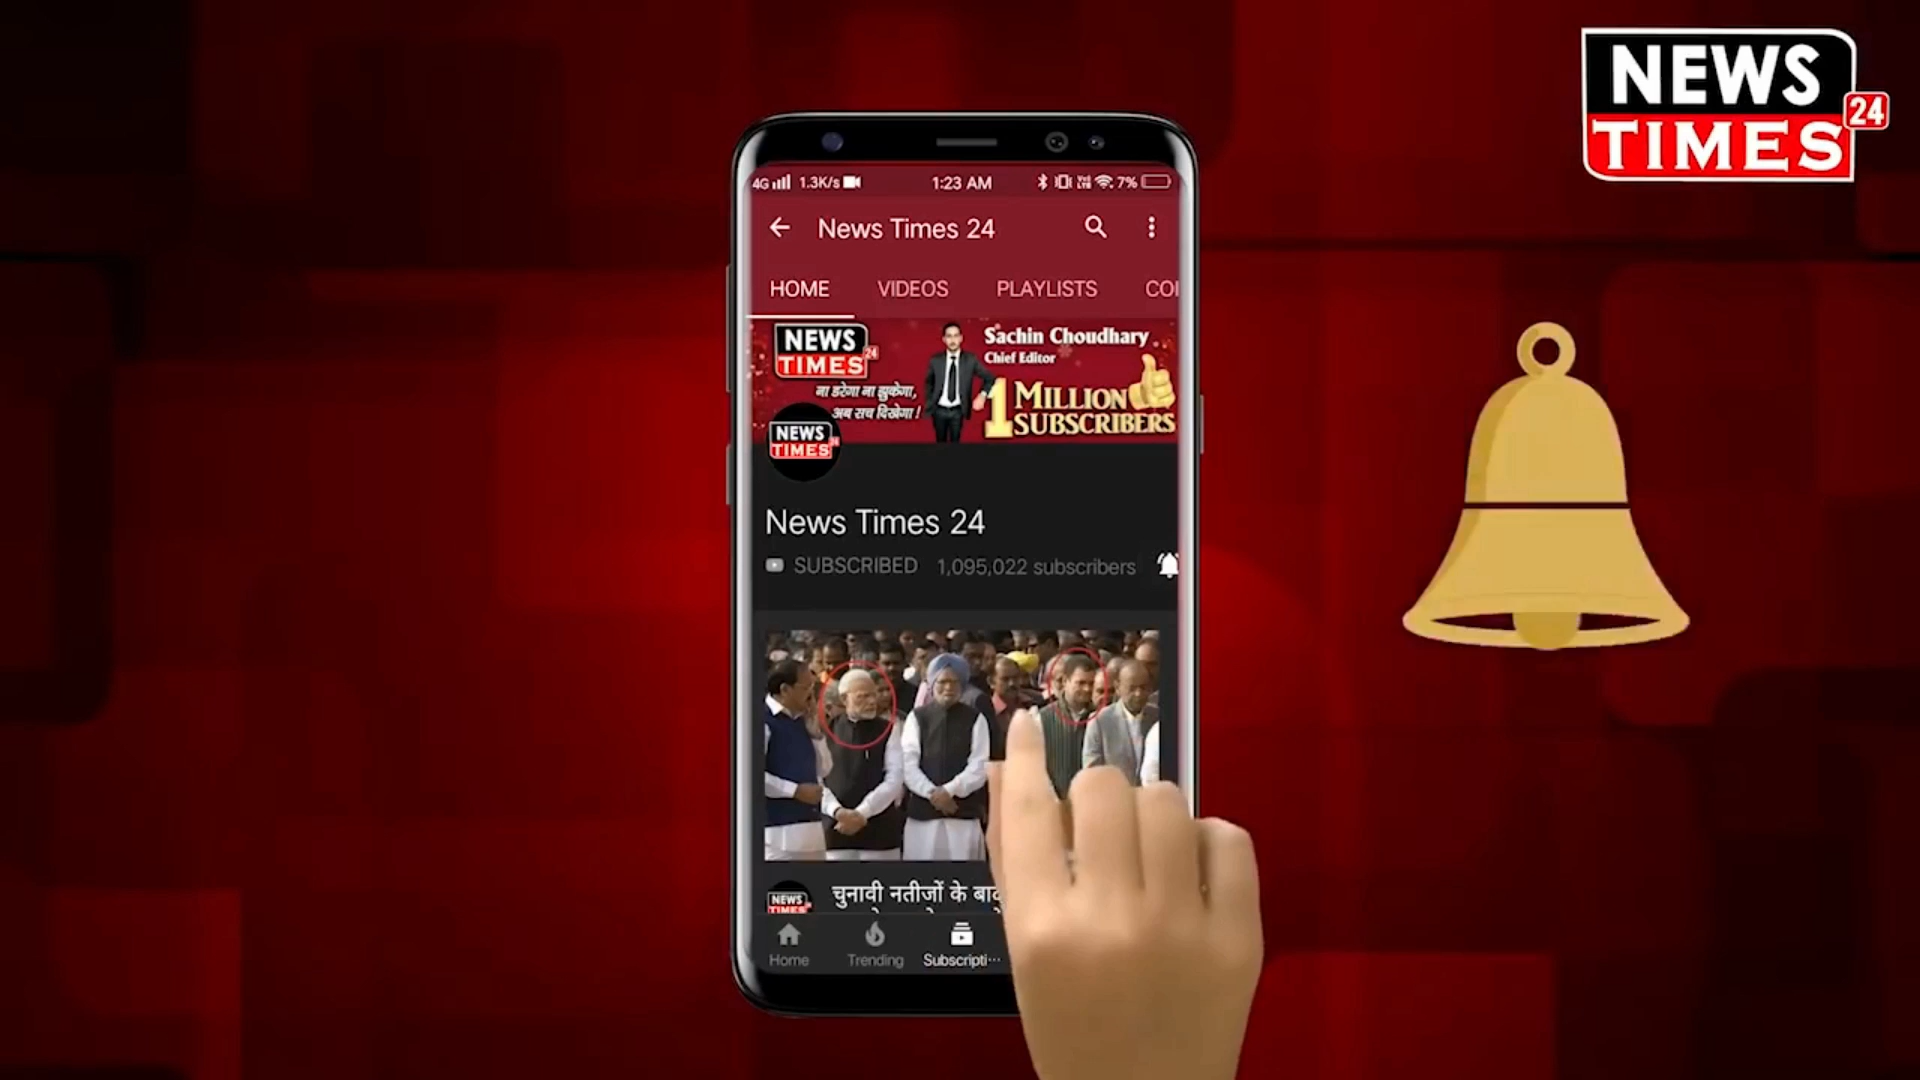 NEWS
TIMES 24
4G 1.3K/s 1:23 AM 7%
News Times 24
HOME VIDEOS PLAYLISTS
NEWS
TIMES 24
ना डरेगा ना झुकेगा,
अब सच दिखेगा !
Sachin Choudhary
Chief Editor
1 MILLION
SUBSCRIBERS
NEWS
TIMES
News Times 24
SUBSCRIBED 1,095,022 subscribers
NEWS
TIMES
चुनावी नतीजों के बाद
Home Trending Subscripti...